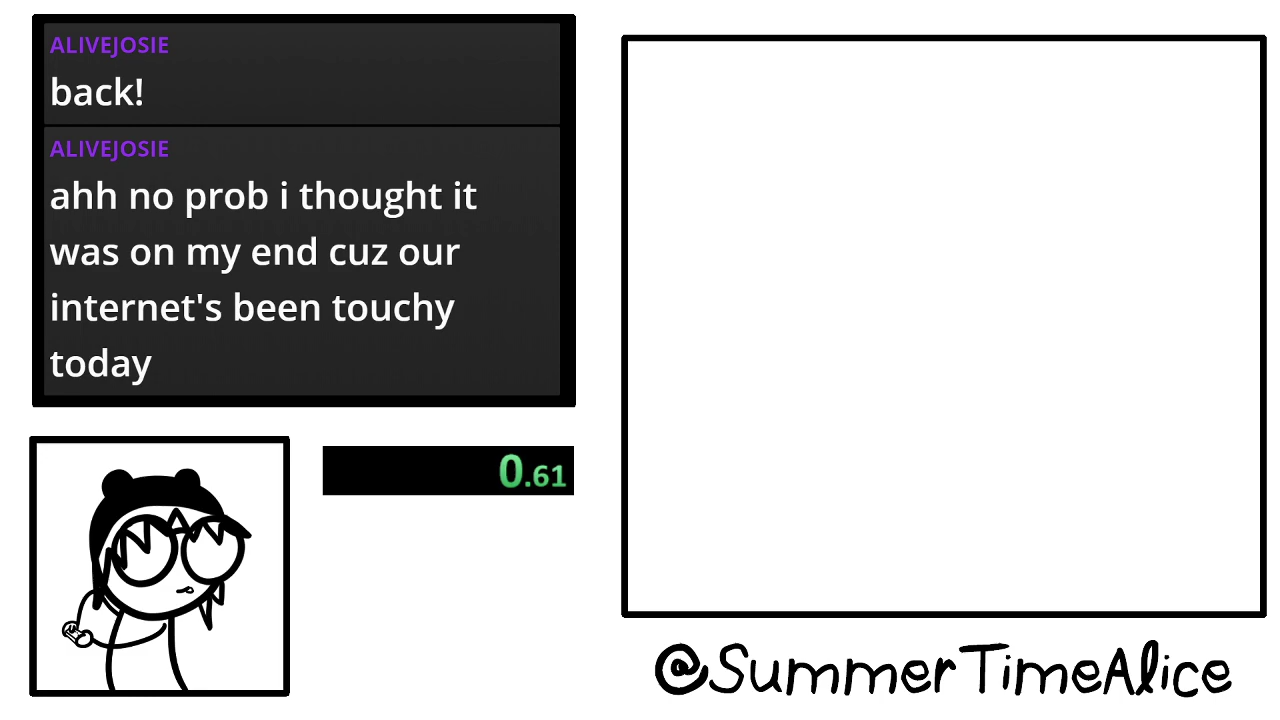 ALIVEJOSIE
back!
ALIVEJOSIE
ahh no prob i thought it
was on my end cuz our
internet's been touchy
today
0.61
@SummerTimeAlice